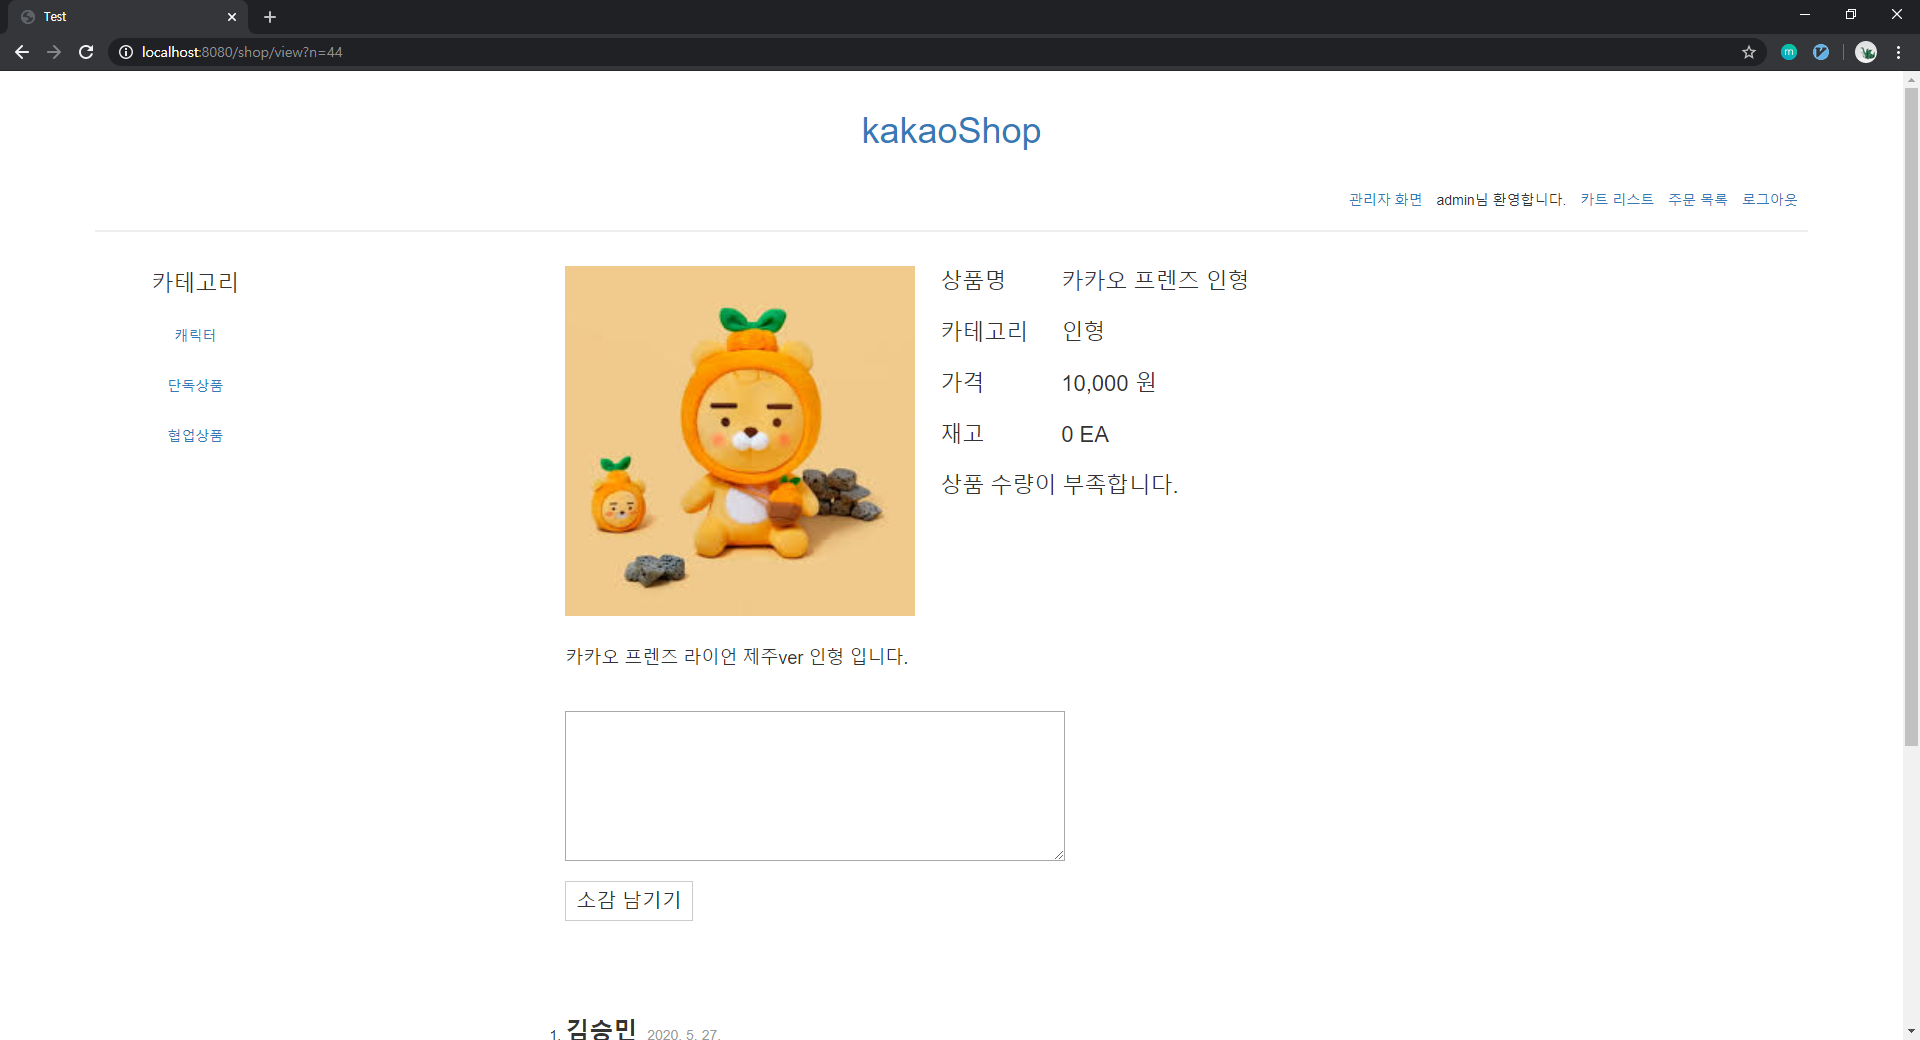 Test
localhost:8080/shop/view?n=44
m
kakaoShop
관리자 화면 admin님 환영합니다. 카트 리스트 주문 목록 로그아웃
카테고리
캐릭터
단독상품
협업상품
상품명 카카오 프렌즈 인형
카테고리 인형
가격 10,000 원
재고 0 EA
상품 수량이 부족합니다.
카카오 프렌즈 라이언 제주ver 인형 입니다.
소감 남기기
1. 김승민 2020. 5. 27.